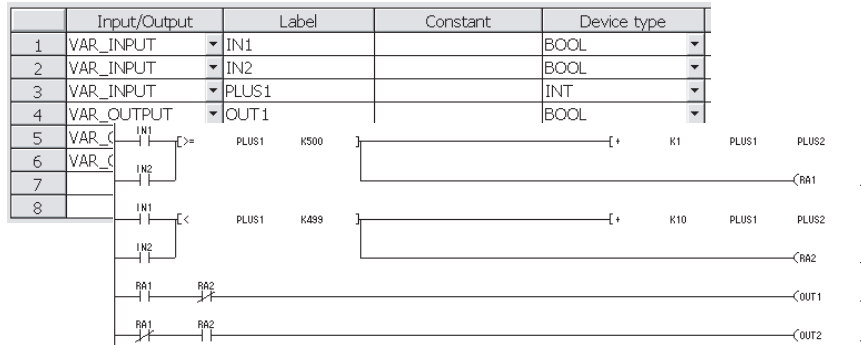 Input/Output Label Constant Device type
1 VAR_INPUT IN1 BOOL
2 VAR_INPUT IN2 BOOL
3 VAR_INPUT PLUS1 INT
4 VAR_OUTPUT OUT1 BOOL
5
6
7
8
IN1
[>= PLUS1 K500 ] [+ K1 PLUS1 PLUS2
IN2
(RA1
IN1
[< PLUS1 K499 ] [+ K10 PLUS1 PLUS2
IN2
(RA2
RA1 RA2
(OUT1
RA1 RA2
(OUT2